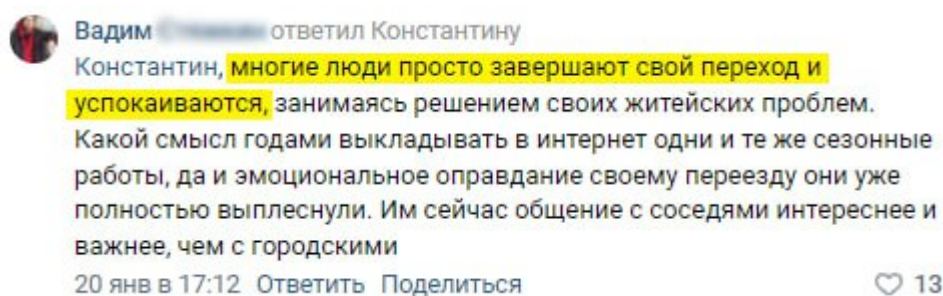 Вадим ответил Константину
Константин, многие люди просто завершают свой переход и
успокаиваются, занимаясь решением своих житейских проблем.
Какой смысл годами выкладывать в интернет одни и те же сезонные
работы, да и эмоциональное оправдание своему переезду они уже
полностью выплеснули. Им сейчас общение с соседями интереснее и
важнее, чем с городскими
20 янв в 17:12 Ответить Поделиться 13